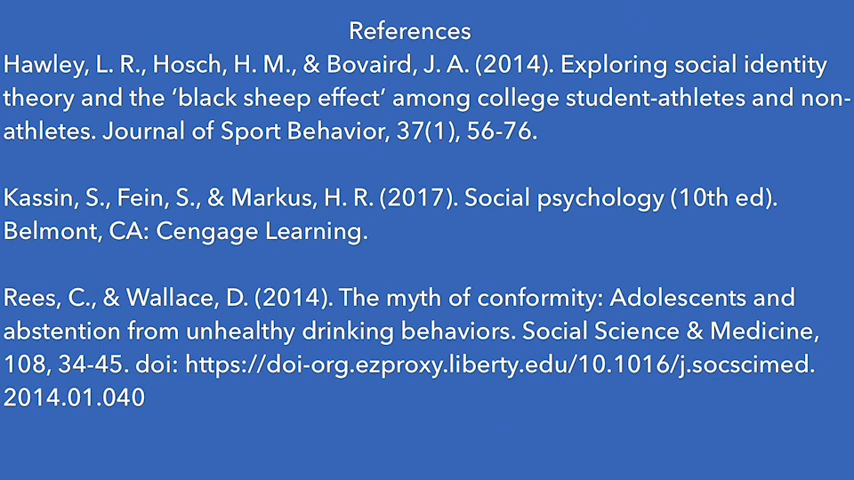 References
Hawley, L. R., Hosch, H. M., & Bovaird, J. A. (2014). Exploring social identity
theory and the ‘black sheep effect’ among college student-athletes and non-
athletes. Journal of Sport Behavior, 37(1), 56-76.
Kassin, S., Fein, S., & Markus, H. R. (2017). Social psychology (10th ed).
Belmont, CA: Cengage Learning.
Rees, C., & Wallace, D. (2014). The myth of conformity: Adolescents and
abstention from unhealthy drinking behaviors. Social Science & Medicine,
108, 34-45. doi: https://doi-org.ezproxy.liberty.edu/10.1016/j.socscimed.
2014.01.040